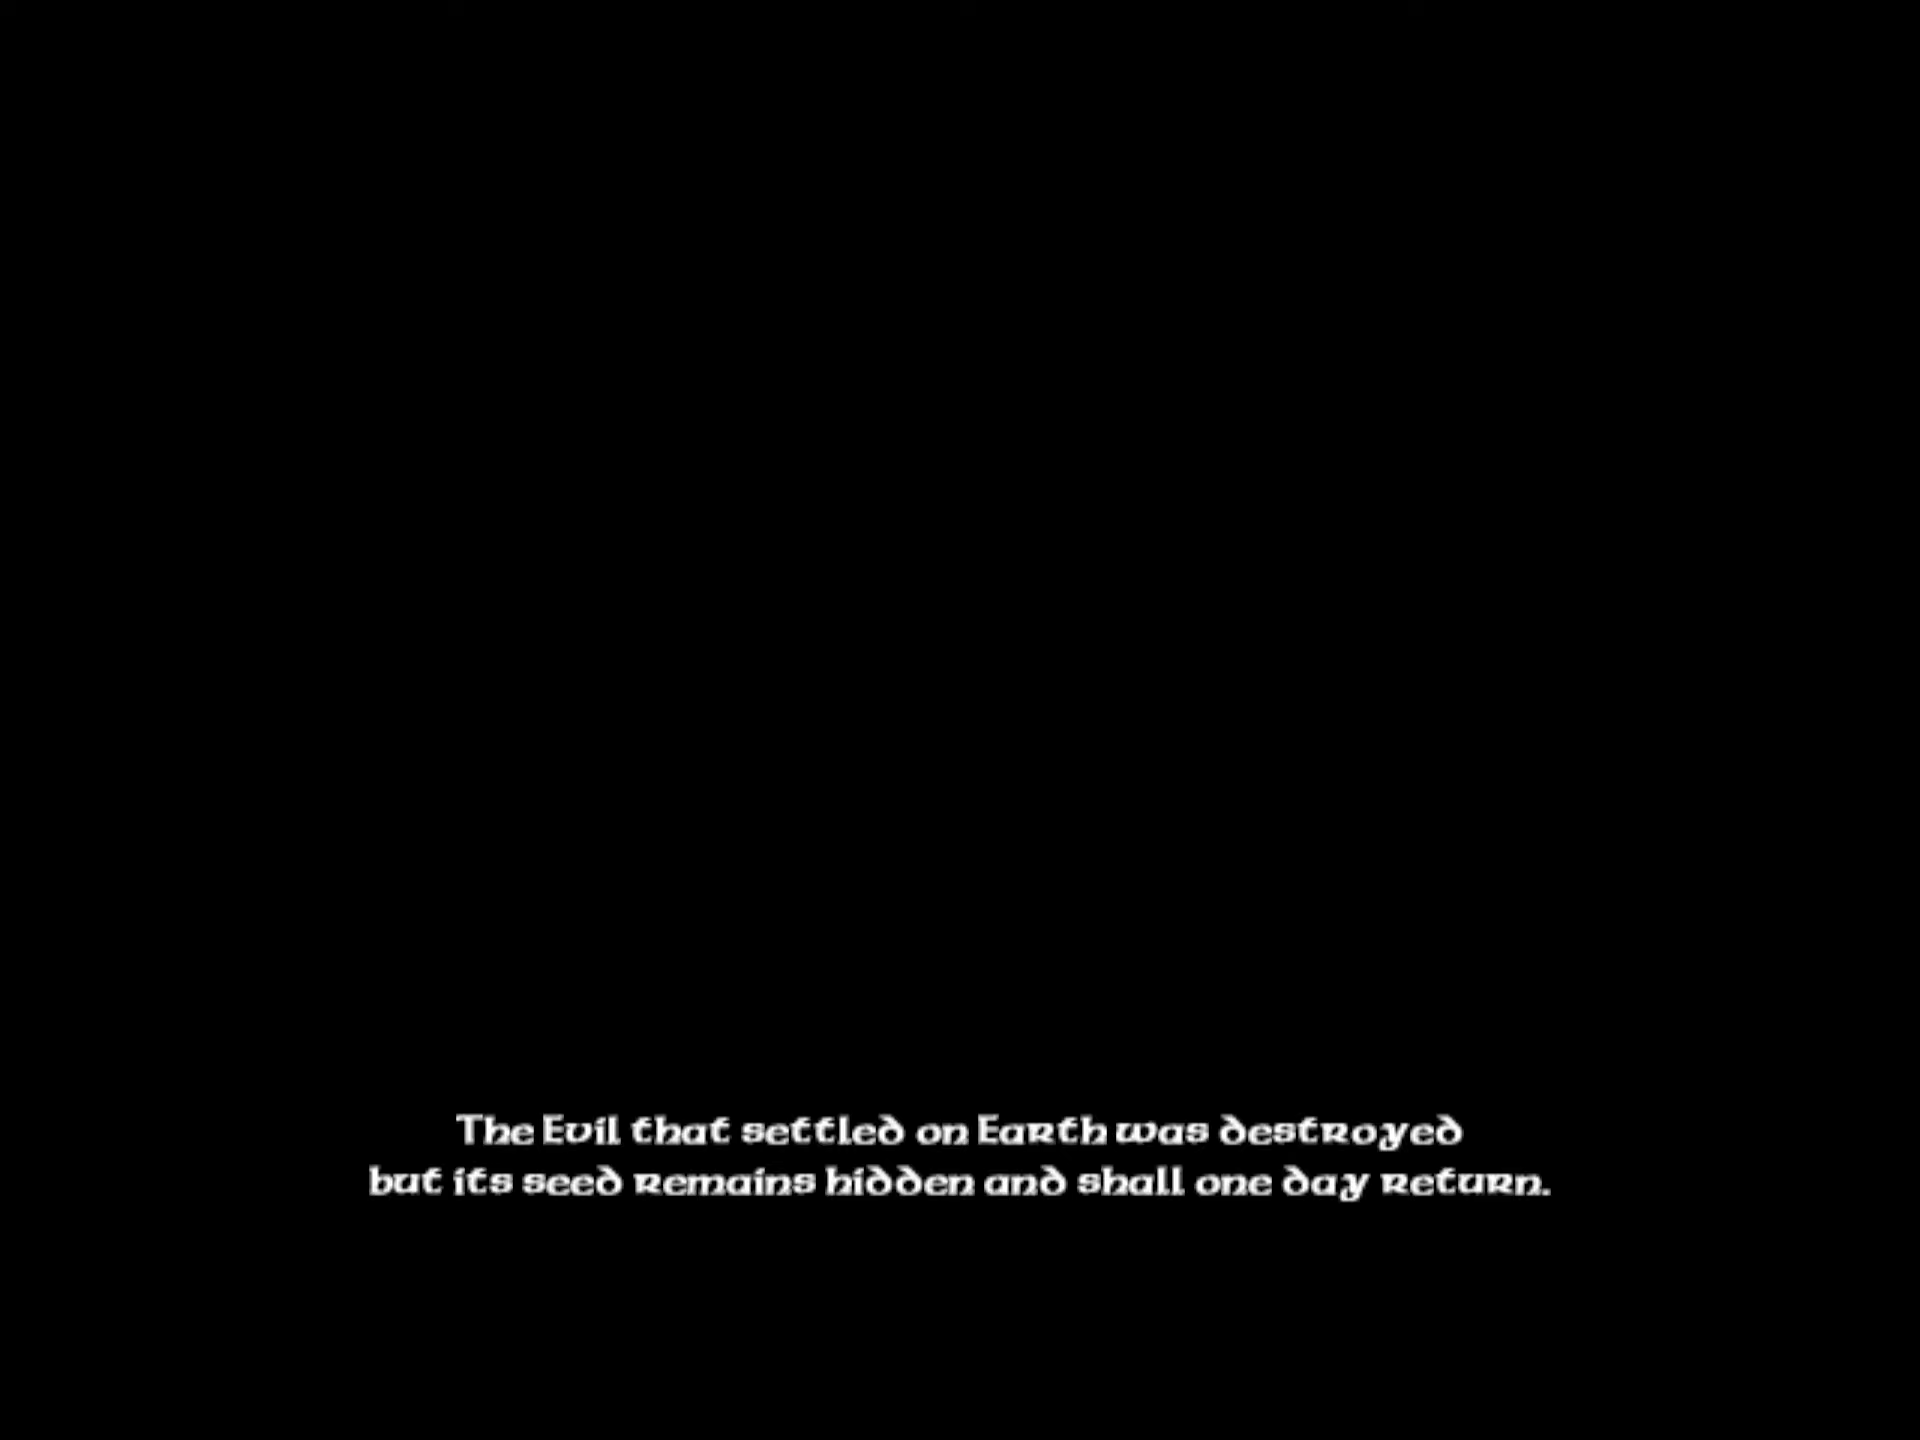 The Evil that settled on Earth was destroyed
but its seed remains hidden and shall one day return.